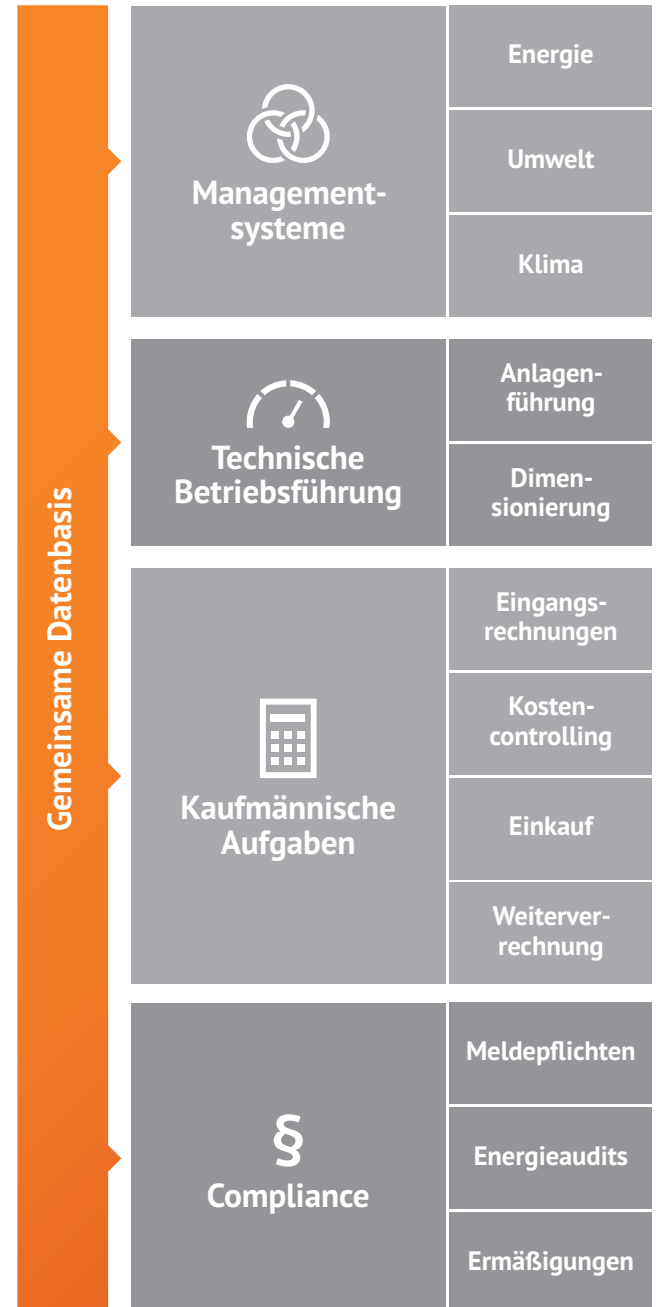 Gemeinsame Datenbasis
Management-
systeme
Energie
Umwelt
Klima
Technische
Betriebsführung
Anlagen-
führung
Dimen-
sionierung
Kaufmännische
Aufgaben
Eingangs-
rechnungen
Kosten-
controlling
Einkauf
Weiterver-
rechnung
§
Compliance
Meldepflichten
Energieaudits
Ermäßigungen